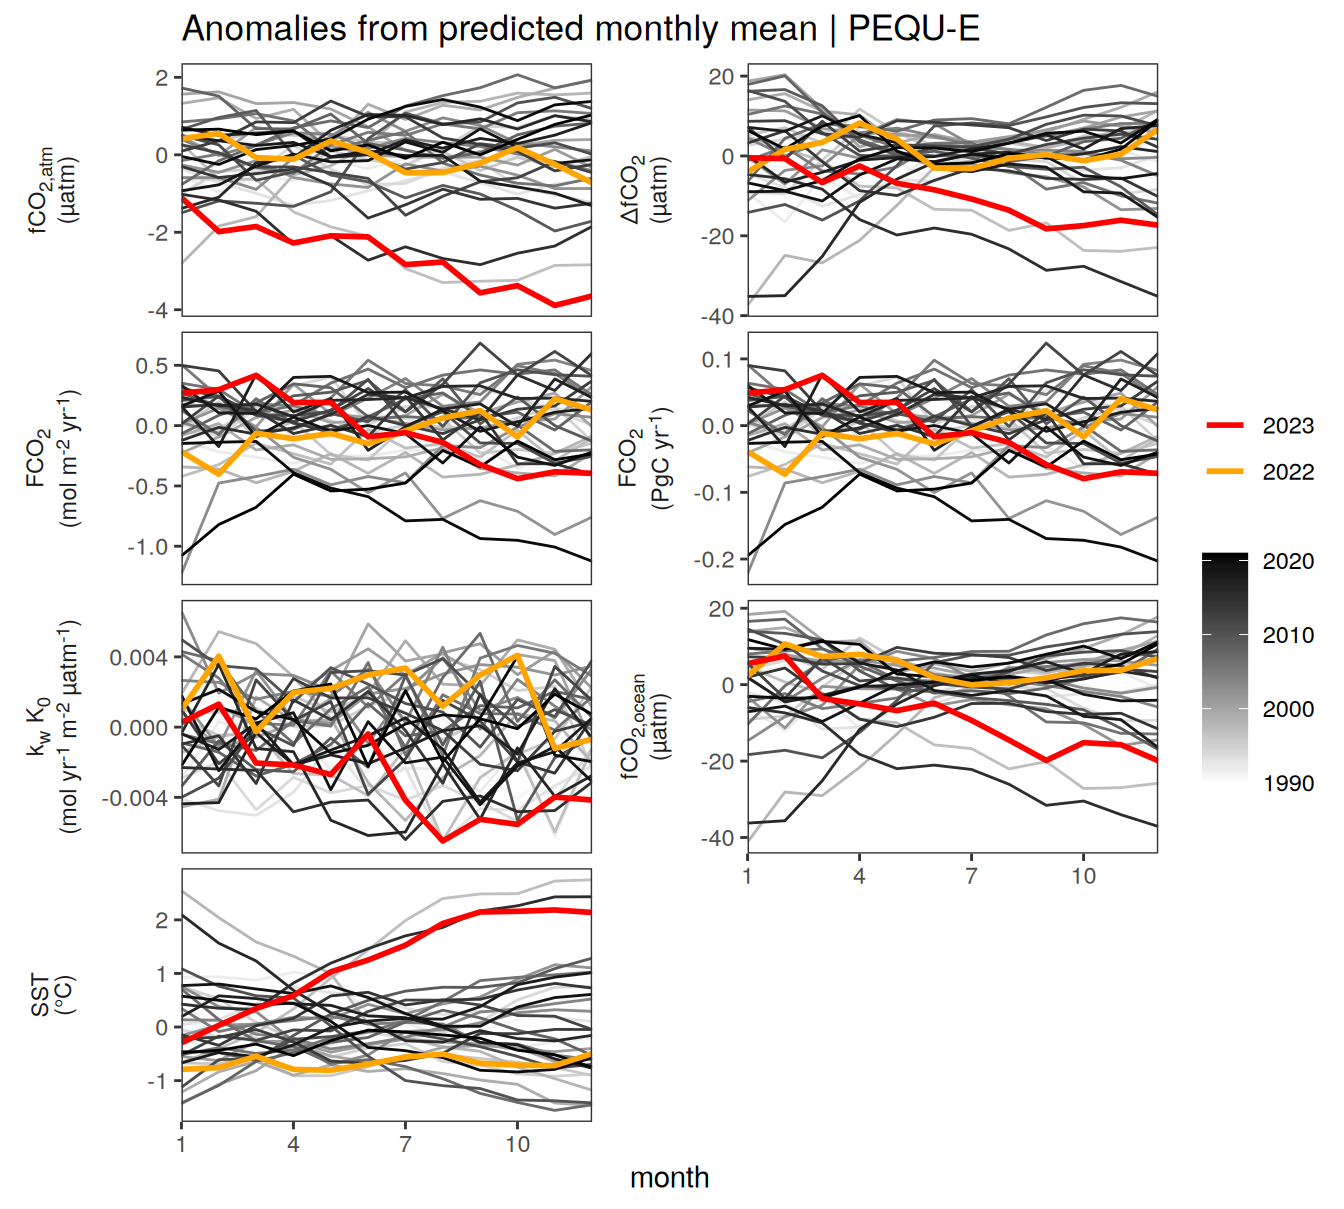 Anomalies from predicted monthly mean | PEQU-E
fCO₂,atm
(µatm)
2
0
-2
-4
ΔfCO₂
(µatm)
20
0
-20
-40
FCO₂
(mol m⁻² yr⁻¹)
0.5
0.0
-0.5
-1.0
FCO₂
(PgC yr⁻¹)
0.1
0.0
-0.1
-0.2
kw K₀
(mol yr⁻¹ m⁻² µatm⁻¹)
0.004
0.000
-0.004
fCO₂,ocean
(µatm)
20
0
-20
-40
1 4 7 10
SST
(°C)
2
1
0
-1
1 4 7 10
month
2023
2022
2020
2010
2000
1990